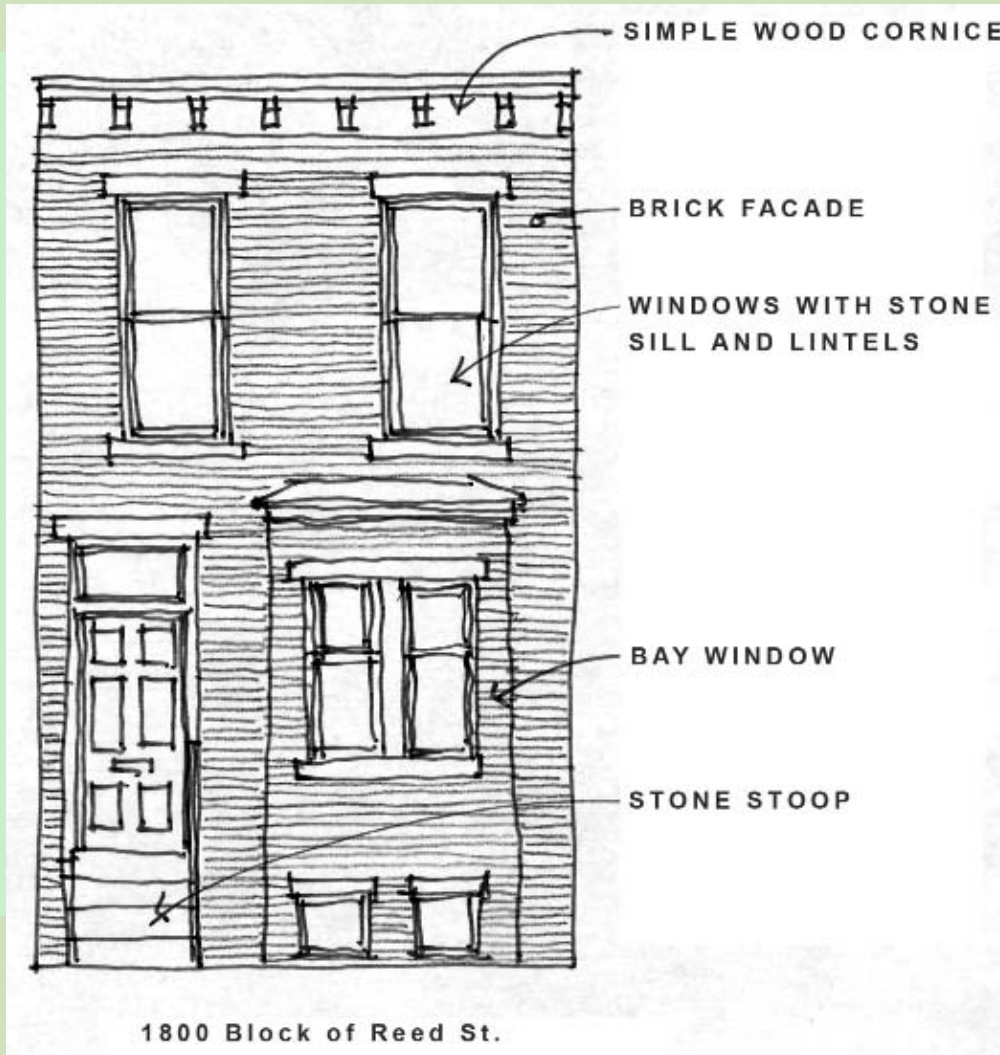 SIMPLE WOOD CORNICE
BRICK FACADE
WINDOWS WITH STONE
SILL AND LINTELS
BAY WINDOW
STONE STOOP
1800 Block of Reed St.